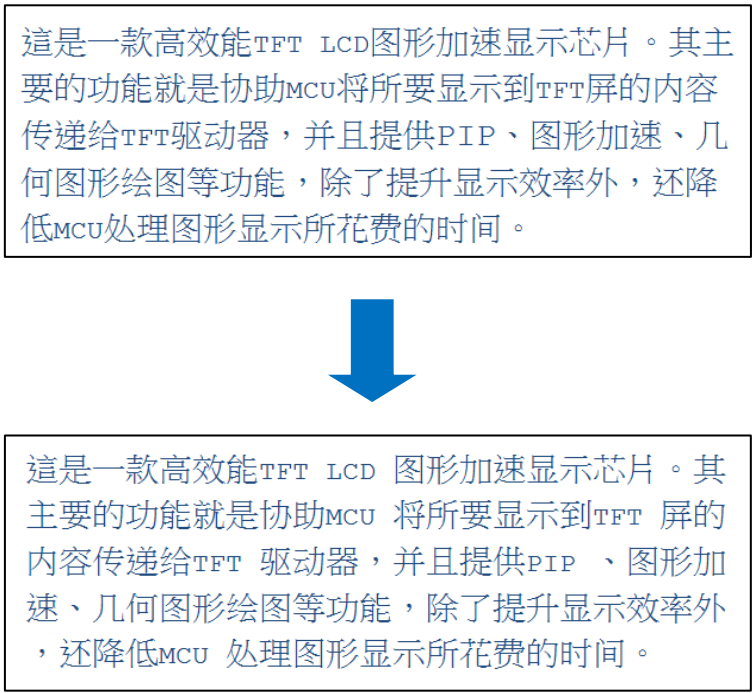 這是一款高效能TFT LCD图形加速显示芯片。其主
要的功能就是协助MCU将所要显示到TFT屏的内容
传递给TFT驱动器，并且提供PIP、图形加速、几
何图形绘图等功能，除了提升显示效率外，还降
低MCU处理图形显示所花费的时间。
這是一款高效能TFT LCD 图形加速显示芯片。其
主要的功能就是协助MCU 将所要显示到TFT 屏的
内容传递给TFT 驱动器，并且提供PIP 、图形加
速、几何图形绘图等功能，除了提升显示效率外
，还降低MCU 处理图形显示所花费的时间。